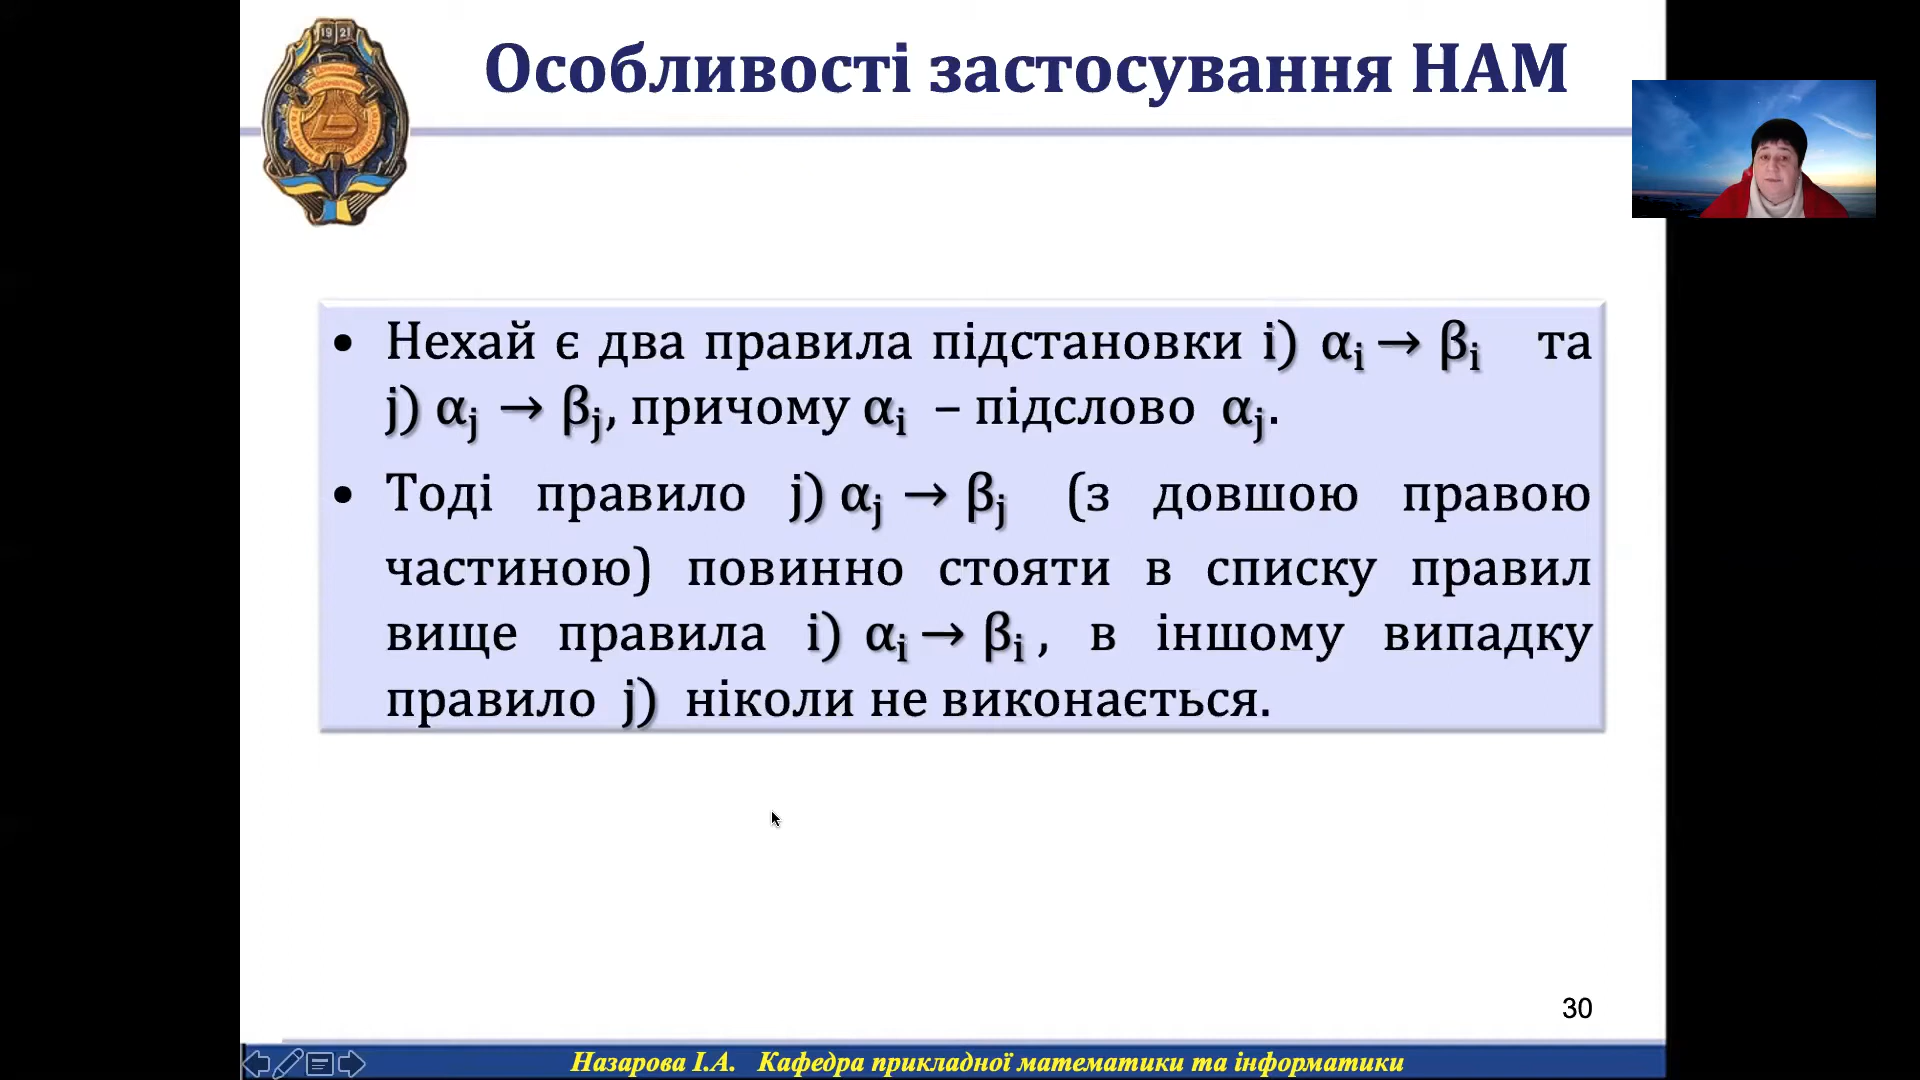 19 21
Особливості застосування НАМ
• Нехай є два правила підстановки i) αi → βi та
j) αj → βj, причому αi – підслово αj.
• Тоді правило j) αj → βj (з довшою правою
частиною) повинно стояти в списку правил
вище правила i) αi → βi , в іншому випадку
правило j) ніколи не виконається.
30
Назарова І.А. Кафедра прикладної математики та інформатики